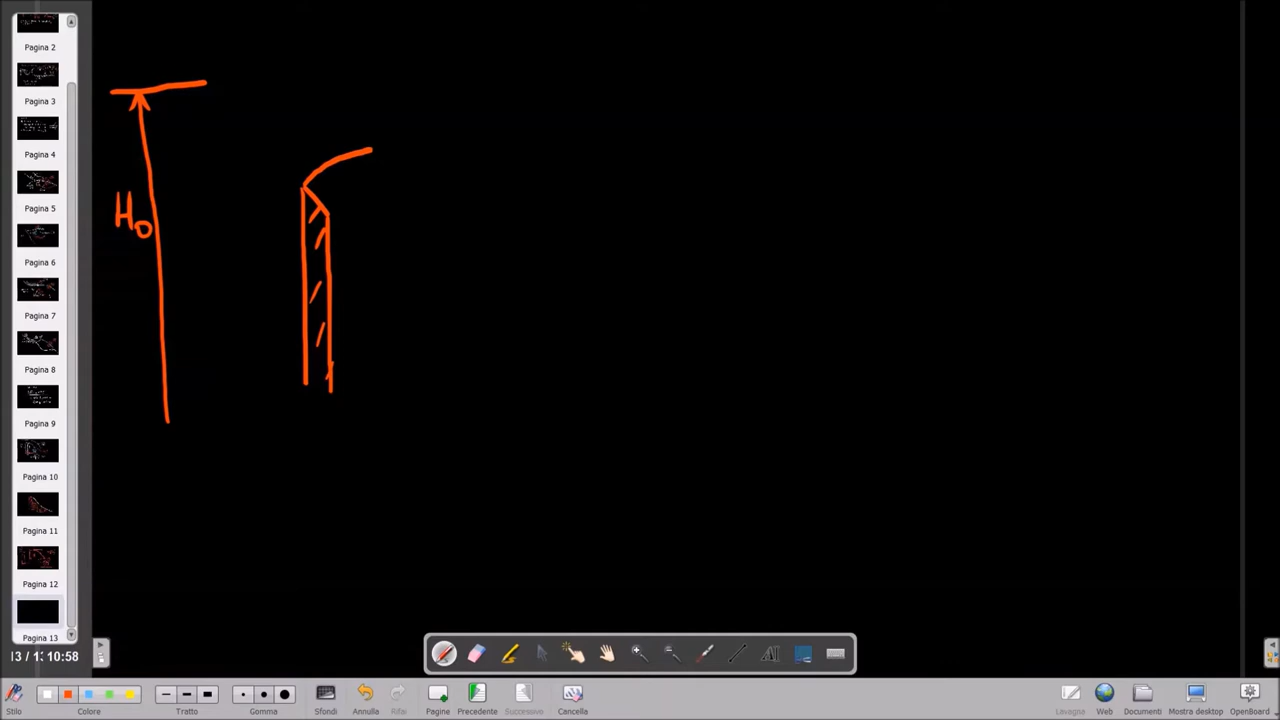 Pagina 2
Pagina 3
Pagina 4
Pagina 5
H₀
Pagina 6
Pagina 7
Pagina 8
Pagina 9
Pagina 10
Pagina 11
Pagina 12
Pagina 13
10:58
Stilo
Colore
Tratto
Gomma
Sfondi
Annulla
Rifai
Pagine
Precedente
Successivo
Cancella
Lavagna
Web
Documenti
Mostra desktop
OpenBoard